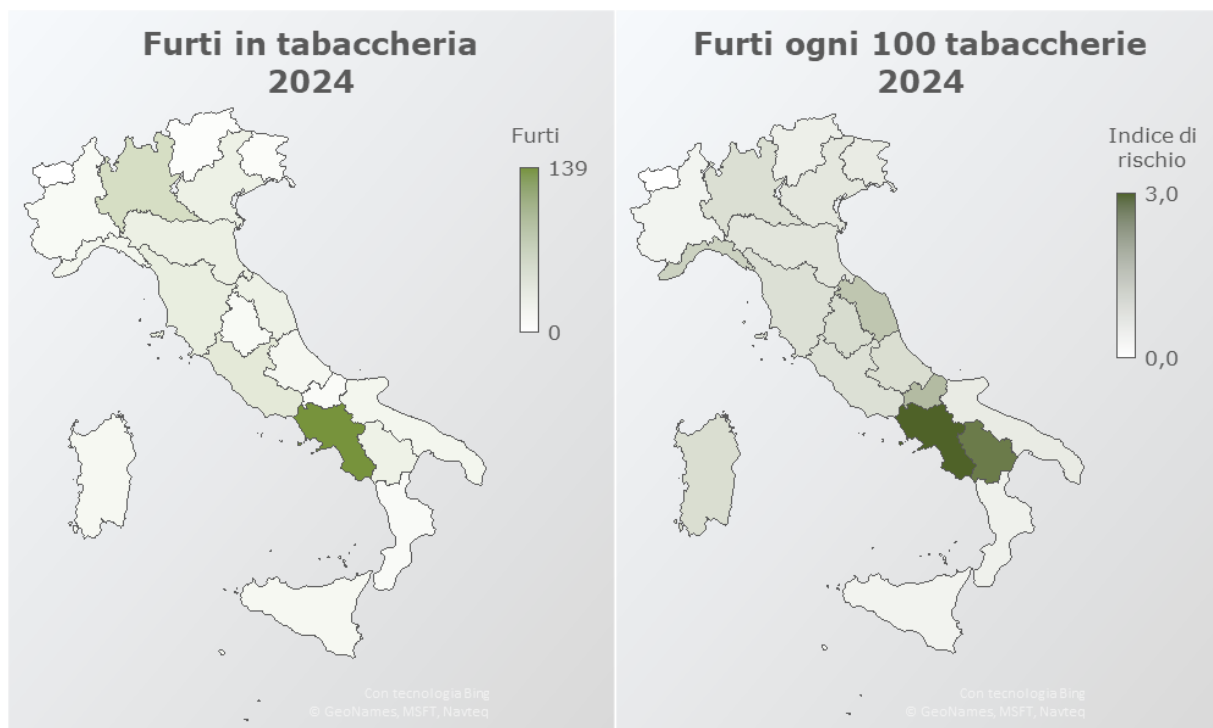 Furti in tabaccheria
2024
Furti
139
0
Con tecnologia Bing
© GeoNames, MSFT, Navteq
Furti ogni 100 tabaccherie
2024
Indice di
rischio
3,0
0,0
Con tecnologia Bing
© GeoNames, MSFT, Navteq